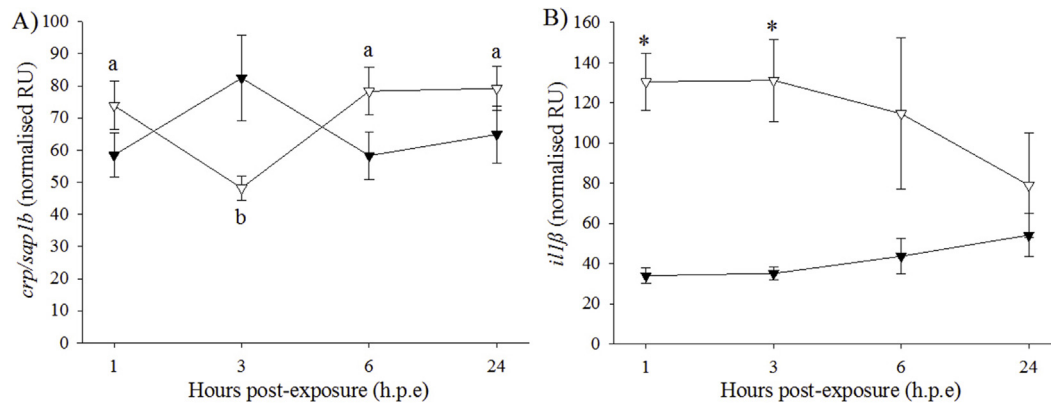 A)
crp/sap1b (normalised RU)
100
90
80
70
60
50
40
30
20
10
0
a
b
a
a
1 3 6 24
Hours post-exposure (h.p.e)
B)
il1β (normalised RU)
160
140
120
100
80
60
40
20
0
*
*
1 3 6 24
Hours post-exposure (h.p.e)